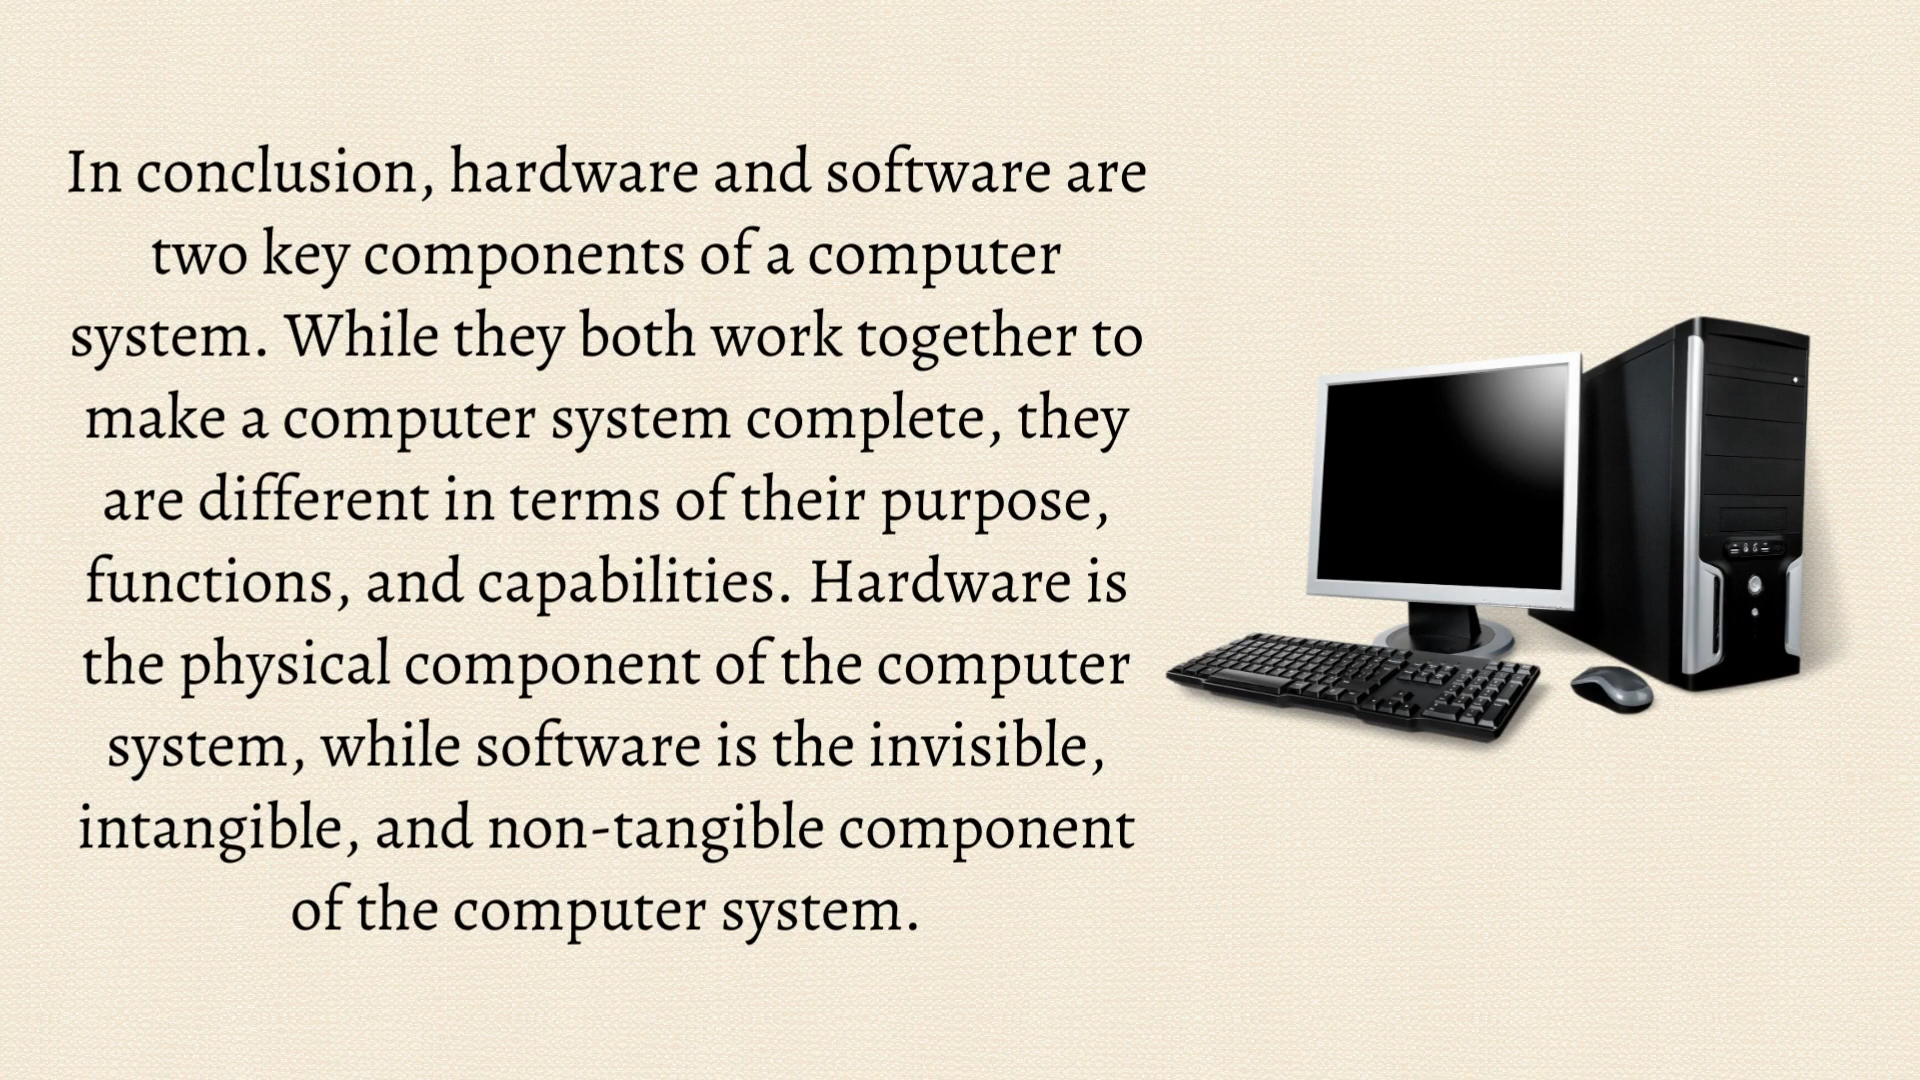 In conclusion, hardware and software are
two key components of a computer
system. While they both work together to
make a computer system complete, they
are different in terms of their purpose,
functions, and capabilities. Hardware is
the physical component of the computer
system, while software is the invisible,
intangible, and non-tangible component
of the computer system.